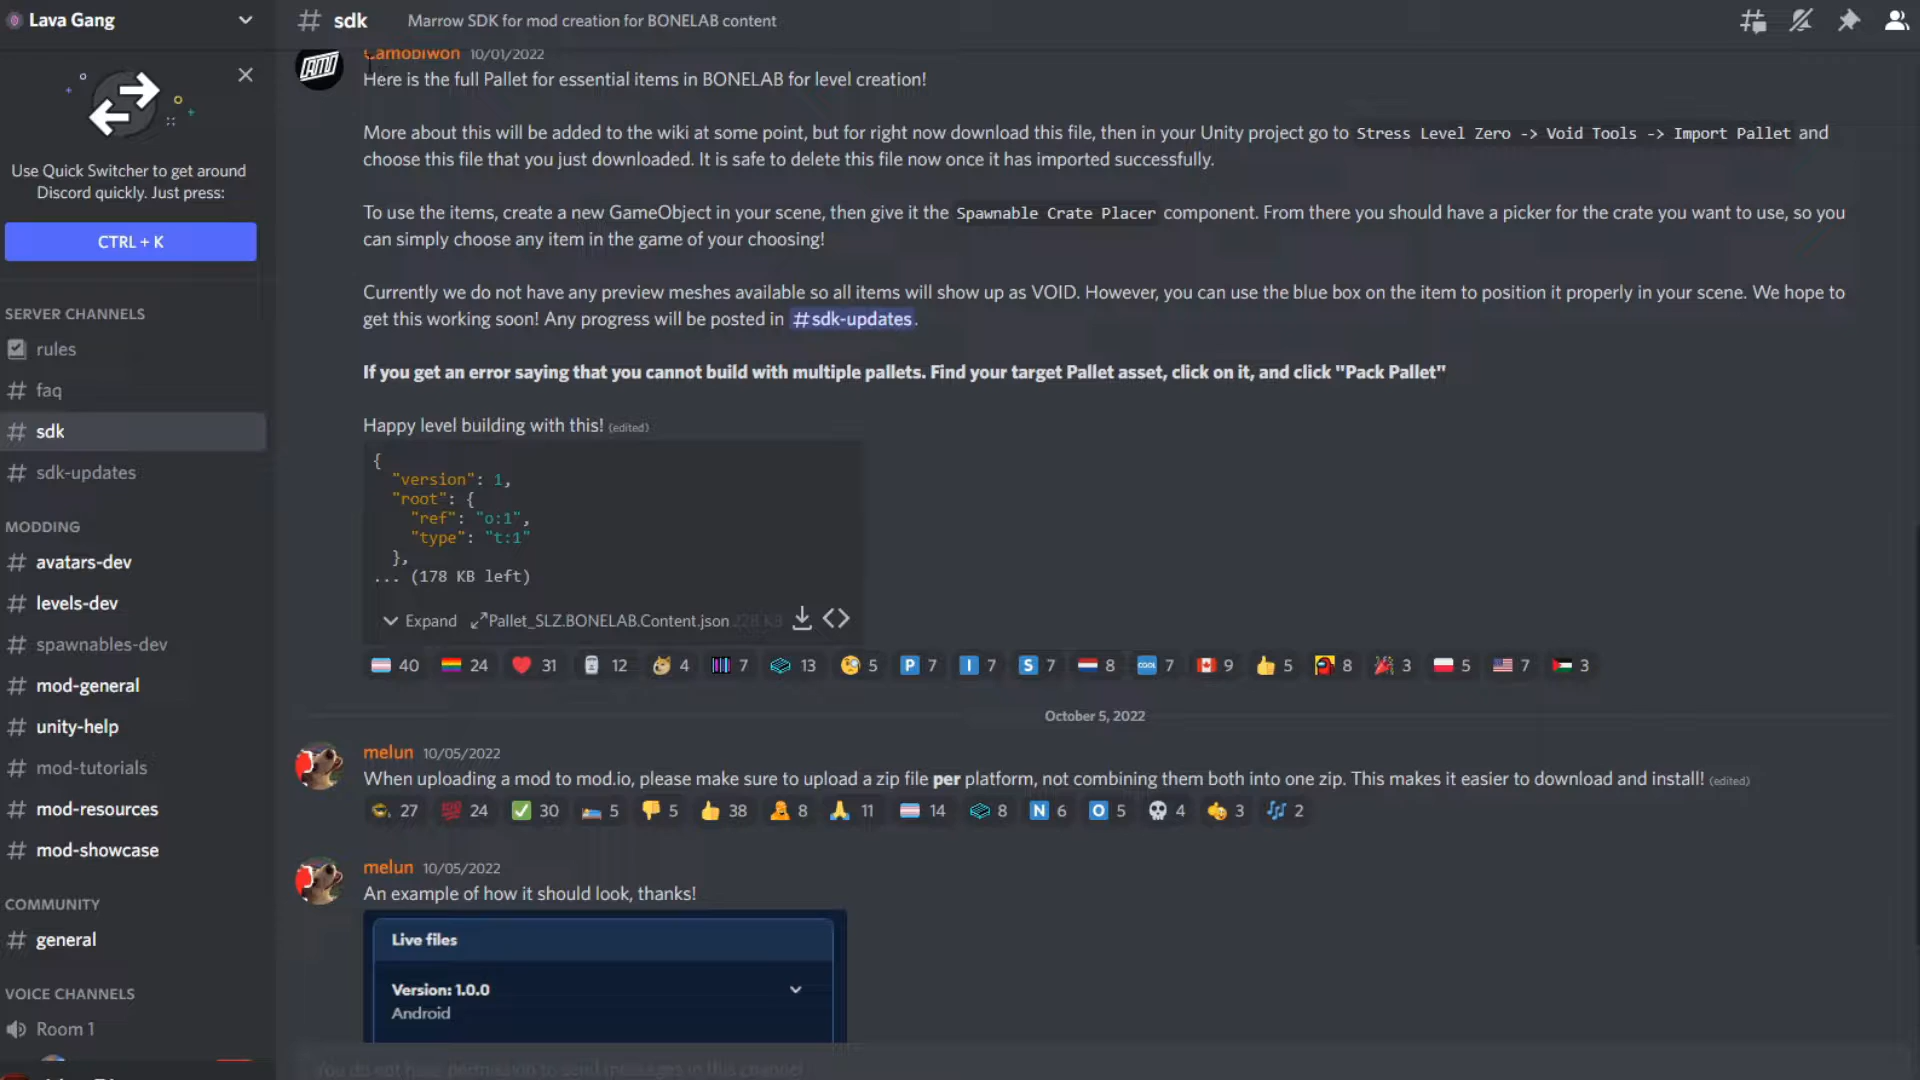 Lava Gang
# sdk
Marrow SDK for mod creation for BONELAB content
Use Quick Switcher to get around
Discord quickly. Just press:
CTRL + K
SERVER CHANNELS
rules
# faq
# sdk
# sdk-updates
MODDING
# avatars-dev
# levels-dev
# spawnables-dev
# mod-general
# unity-help
# mod-tutorials
# mod-resources
# mod-showcase
COMMUNITY
# general
VOICE CHANNELS
Room 1
Camobiwon 10/01/2022
Here is the full Pallet for essential items in BONELAB for level creation!
More about this will be added to the wiki at some point, but for right now download this file, then in your Unity project go to Stress Level Zero -> Void Tools -> Import Pallet and
choose this file that you just downloaded. It is safe to delete this file now once it has imported successfully.
To use the items, create a new GameObject in your scene, then give it the Spawnable Crate Placer component. From there you should have a picker for the crate you want to use, so you
can simply choose any item in the game of your choosing!
Currently we do not have any preview meshes available so all items will show up as VOID. However, you can use the blue box on the item to position it properly in your scene. We hope to
get this working soon! Any progress will be posted in #sdk-updates.
If you get an error saying that you cannot build with multiple pallets. Find your target Pallet asset, click on it, and click "Pack Pallet"
Happy level building with this! (edited)
{
"version": 1,
"root": {
"ref": "o:1",
"type": "t:1"
},
... (178 KB left)
Expand Pallet_SLZ.BONELAB.Content.json 228 KB
40 24 31 12 4 7 13 5 P 7 I 7 S 7 8 COOL 7 9 5 8 3 5 7 3
October 5, 2022
melun 10/05/2022
When uploading a mod to mod.io, please make sure to upload a zip file per platform, not combining them both into one zip. This makes it easier to download and install! (edited)
27 100 24 30 5 5 38 8 11 14 8 N 6 O 5 4 3 2
melun 10/05/2022
An example of how it should look, thanks!
Live files
Version: 1.0.0
Android
You do not have permission to send messages in this channel